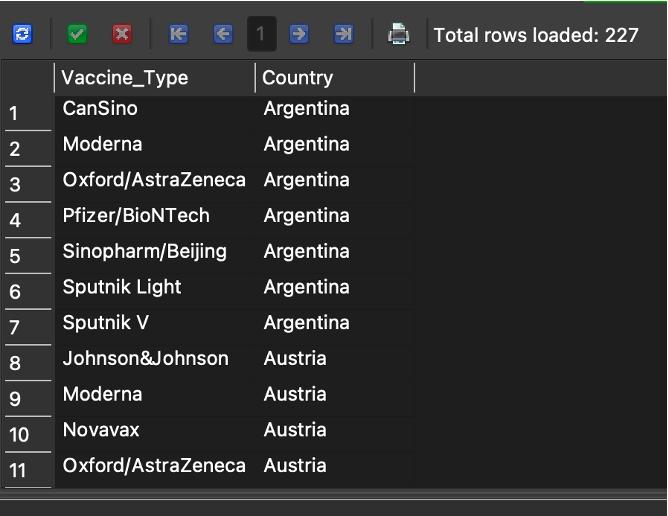 1 Total rows loaded: 227
Vaccine_Type Country
1 CanSino Argentina
2 Moderna Argentina
3 Oxford/AstraZeneca Argentina
4 Pfizer/BioNTech Argentina
5 Sinopharm/Beijing Argentina
6 Sputnik Light Argentina
7 Sputnik V Argentina
8 Johnson&Johnson Austria
9 Moderna Austria
10 Novavax Austria
11 Oxford/AstraZeneca Austria